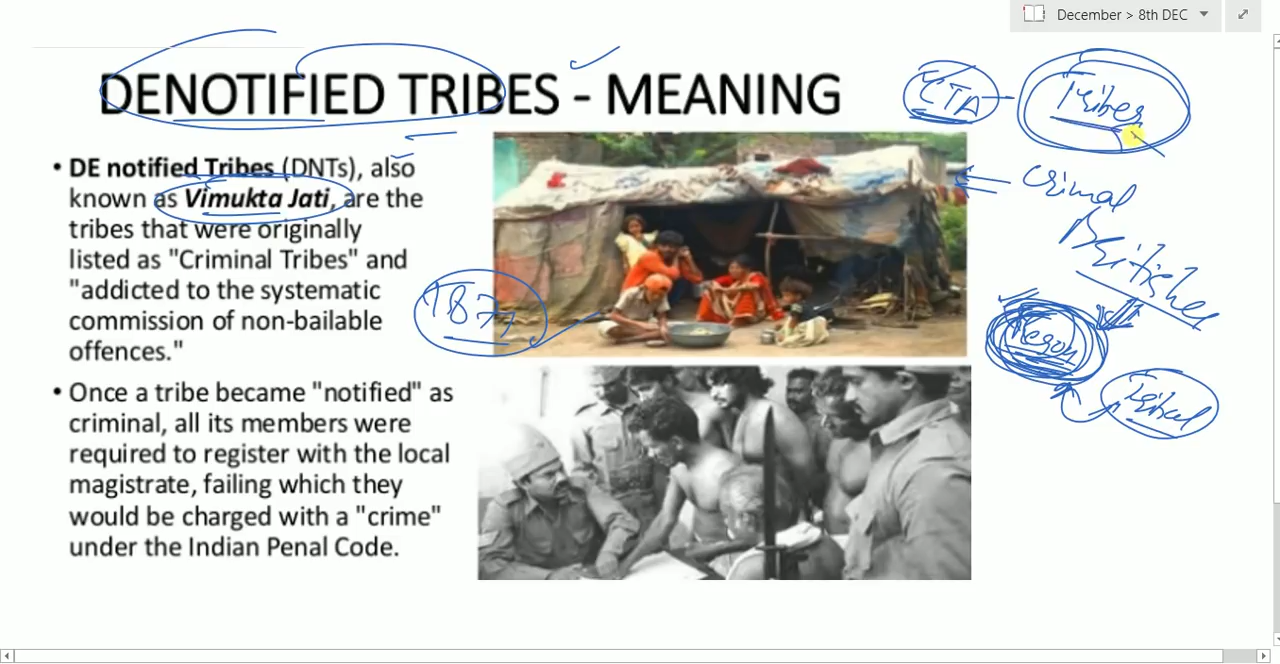 December > 8th DEC
DENOTIFIED TRIBES - MEANING
CTA
Tribes
• DE notified Tribes (DNTs), also
known as Vimukta Jati, are the
tribes that were originally
listed as "Criminal Tribes" and
"addicted to the systematic
commission of non-bailable
offences."
• Once a tribe became "notified" as
criminal, all its members were
required to register with the local
magistrate, failing which they
would be charged with a "crime"
under the Indian Penal Code.
Crimal
Britisher
Tribal